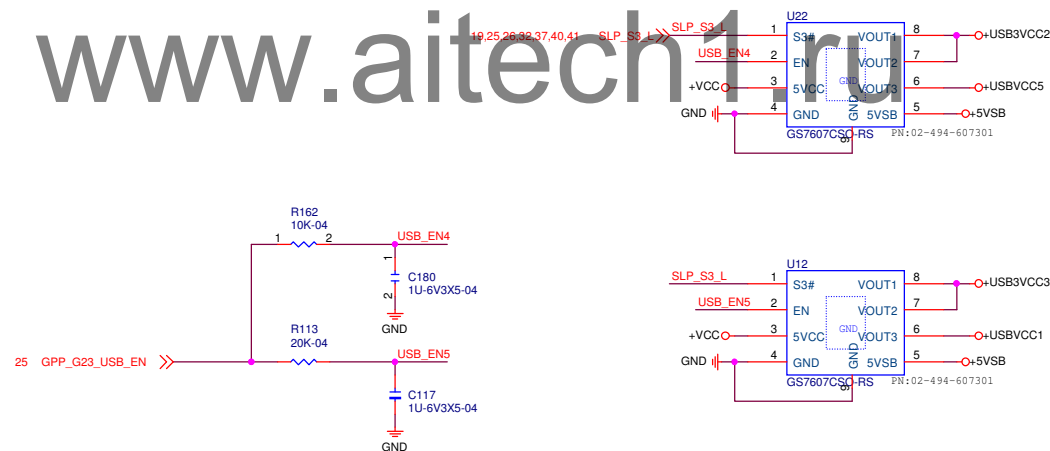 www.aitech1.ru
19,25,26,32,37,40,41 SLP_S3_L
SLP_S3_L
USB_EN4
+VCC
GND
U22
1 S3# VOUT1 8 +USB3VCC2
2 EN VOUT2 7
3 5VCC VOUT3 6 +USBVCC5
4 GND 5VSB 5 +5VSB
GND
GND
9
GS7607CSO-RS PN:02-494-607301
R162
10K-04
1 2 USB_EN4
1
C180
1U-6V3X5-04
2
GND
R113
20K-04
25 GPP_G23_USB_EN
USB_EN5
C117
1U-6V3X5-04
GND
U12
SLP_S3_L 1 S3# VOUT1 8 +USB3VCC3
USB_EN5 2 EN VOUT2 7
+VCC 3 5VCC VOUT3 6 +USBVCC1
GND 4 GND 5VSB 5 +5VSB
GND
GND
9
GS7607CSO-RS PN:02-494-607301